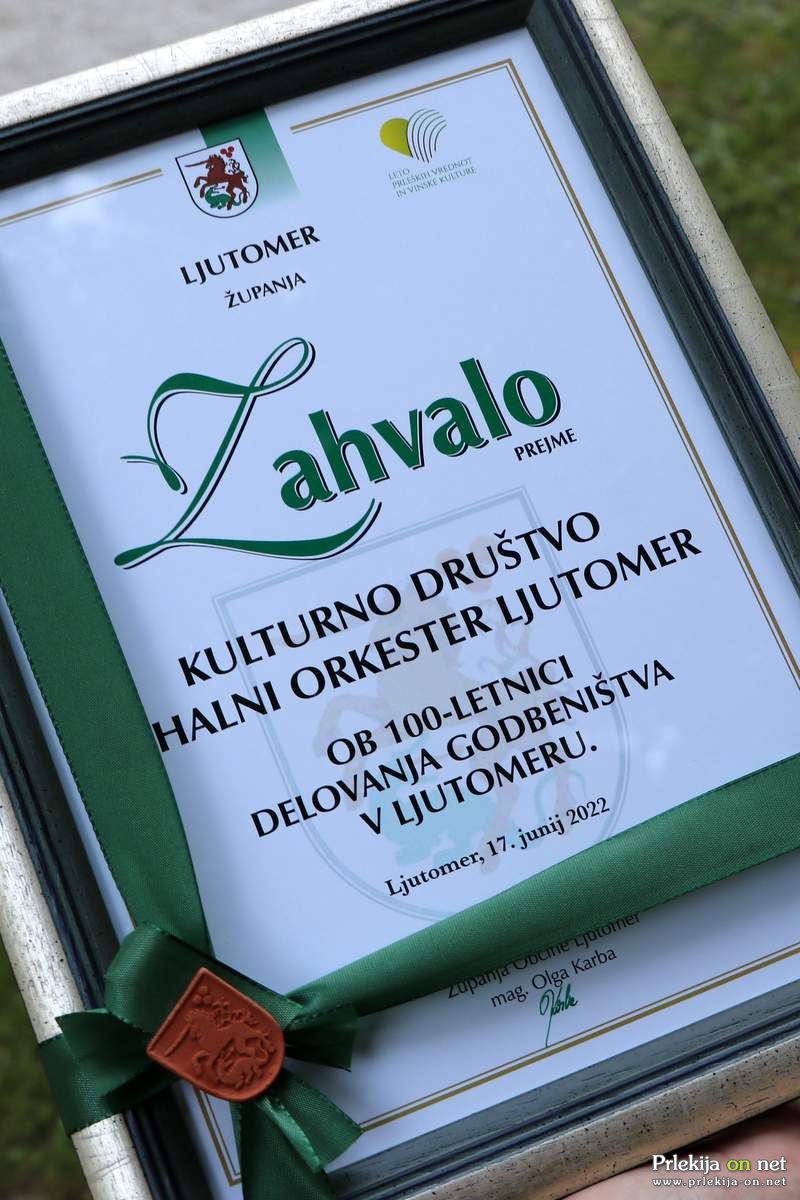 LETO
PRLEŠKIH VREDNOT
IN VINSKE KULTURE
LJUTOMER
ŽUPANJA
Zahvalo
PREJME
KULTURNO DRUŠTVO
HALNI ORKESTER LJUTOMER
OB 100-LETNICI
DELOVANJA GODBENIŠTVA
V LJUTOMERU.
Ljutomer, 17. junij 2022
Županja Občine Ljutomer
mag. Olga Karba
Prlekija on net
www.prlekija-on.net